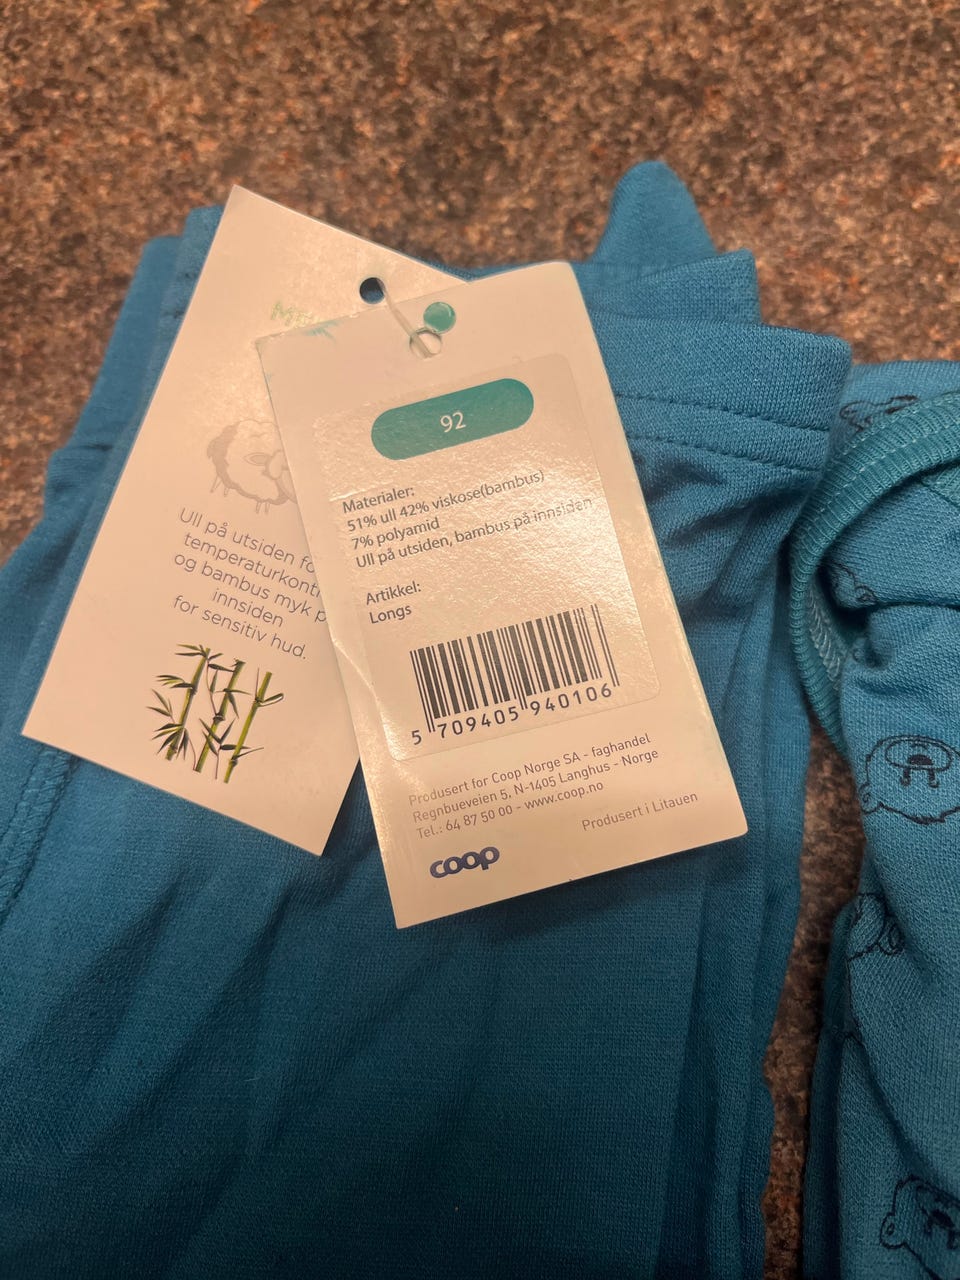 Ull på utsiden
temperaturkont
og bambus myk
innsiden
for sensitiv hud.
92
Materialer:
51% ull 42% viskose(bambus)
7% polyamid
Ull på utsiden, bambus på innsiden
Artikkel:
Longs
5 709405 940106
Produsert for Coop Norge SA - faghandel
Regnbueveien 5, N-1405 Langhus - Norge
Tel.: 64 87 50 00 - www.coop.no
Produsert i Litauen
coop